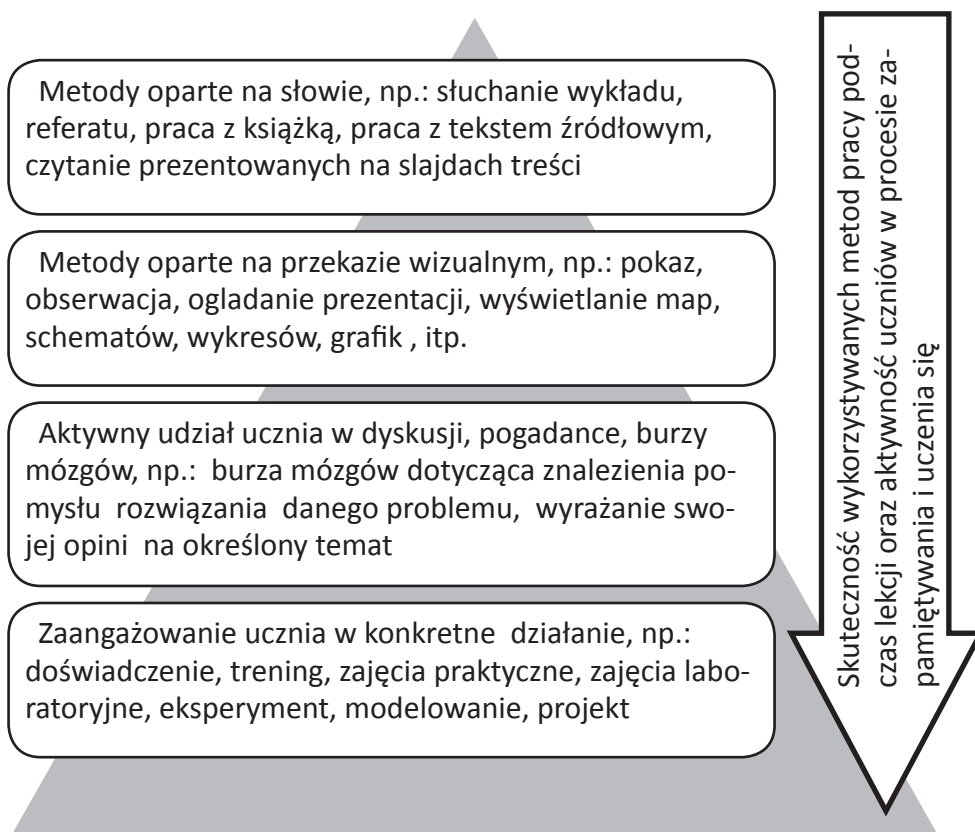 Metody oparte na słowie, np.: słuchanie wykładu,
referatu, praca z książką, praca z tekstem źródłowym,
czytanie prezentowanych na slajdach treści
Metody oparte na przekazie wizualnym, np.: pokaz,
obserwacja, ogladanie prezentacji, wyświetlanie map,
schematów, wykresów, grafik , itp.
Aktywny udział ucznia w dyskusji, pogadance, burzy
mózgów, np.: burza mózgów dotycząca znalezienia po-
mysłu rozwiązania danego problemu, wyrażanie swo-
jej opini na określony temat
Zaangażowanie ucznia w konkretne działanie, np.:
doświadczenie, trening, zajęcia praktyczne, zajęcia labo-
ratoryjne, eksperyment, modelowanie, projekt
Skuteczność wykorzystywanych metod pracy pod-
czas lekcji oraz aktywność uczniów w procesie za-
pamiętywania i uczenia się